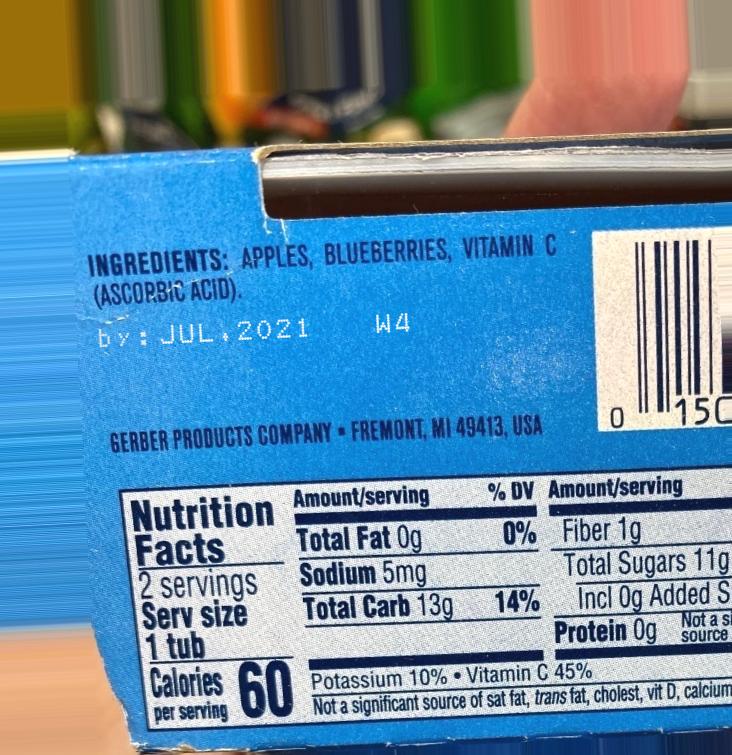 INGREDIENTS: APPLES, BLUEBERRIES, VITAMIN C
(ASCORBIC ACID).
by: JUL.2021 W4
GERBER PRODUCTS COMPANY • FREMONT, MI 49413, USA
0 15
Nutrition
Facts
2 servings
Serv size
1 tub
Calories 60
per serving
Amount/serving % DV
Total Fat 0g 0%
Sodium 5mg
Total Carb 13g 14%
Amount/serving
Fiber 1g
Total Sugars 11g
Incl 0g Added
Protein 0g Not a
source
Potassium 10% • Vitamin C 45%
Not a significant source of sat fat, trans fat, cholest, vit D, calcium